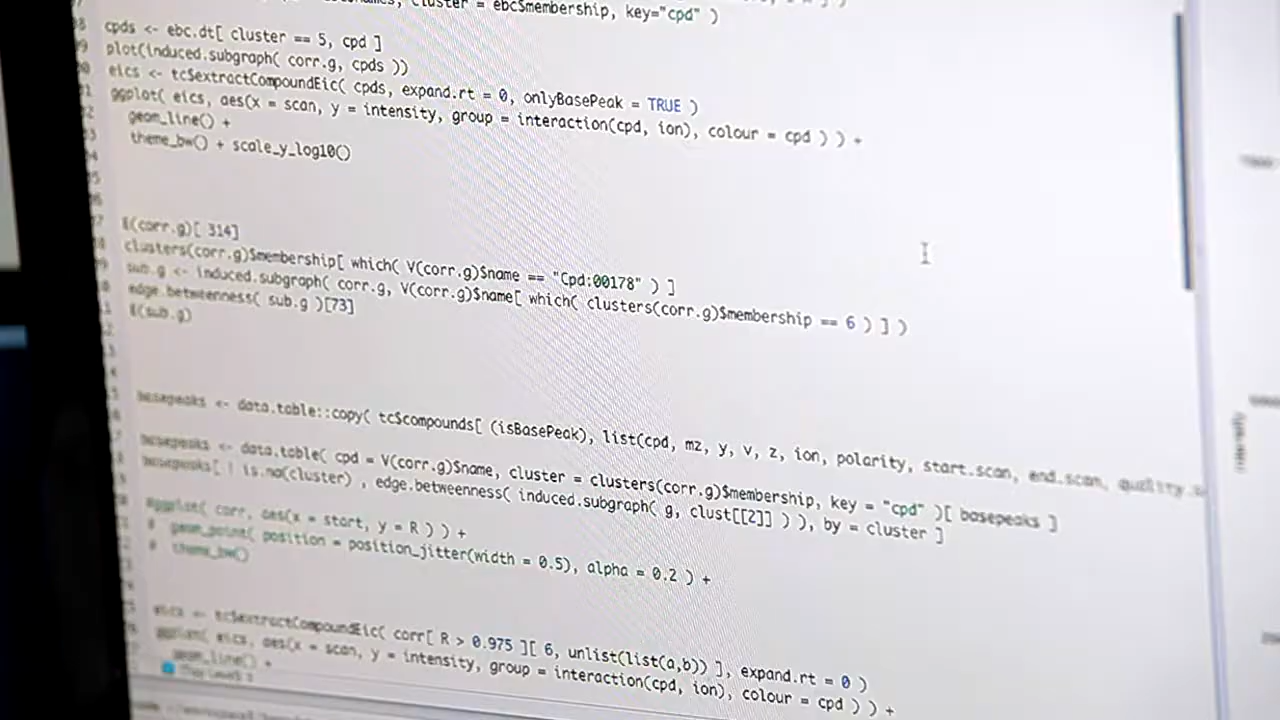 cluster = ebc$membership, key="cpd" )
cpds <- ebc.dt[ cluster == 5, cpd ]
plot(induced.subgraph( corr.g, cpds ))
eics <- tc$extractCompoundEic( cpds, expand.rt = 0, onlyBasePeak = TRUE )
ggplot( eics, aes(x = scan, y = intensity, group = interaction(cpd, ion), colour = cpd ) ) +
geom_line() +
theme_bw() + scale_y_log10()
E(corr.g)[ 314]
clusters(corr.g)$membership[ which( V(corr.g)$name == "Cpd:00178" ) ]
sub.g <- induced.subgraph( corr.g, V(corr.g)$name[ which( clusters(corr.g)$membership == 6 ) ] )
edge.betweenness( sub.g )[73]
E(sub.g)
basepeaks <- data.table::copy( tc$compounds[ (isBasePeak), list(cpd, mz, y, v, z, ion, polarity, start.scan, end.scan,
basepeaks <- data.table( cpd = V(corr.g)$name, cluster = clusters(corr.g)$membership, key = "cpd" )[ basepeaks ]
basepeaks[ ! is.na(cluster) , edge.betweenness( induced.subgraph( g, clust[[2]] ) ), by = cluster ]
#ggplot( corr, aes(x = start, y = R ) ) +
# geom_point( position = position_jitter(width = 0.5), alpha = 0.2 ) +
# theme_bw()
eics <- tc$extractCompoundEic( corr[ R > 0.975 ][ 6, unlist(list(a,b)) ], expand.rt = 0 )
ggplot( eics, aes(x = scan, y = intensity, group = interaction(cpd, ion), colour = cpd ) ) +
geom_line() +